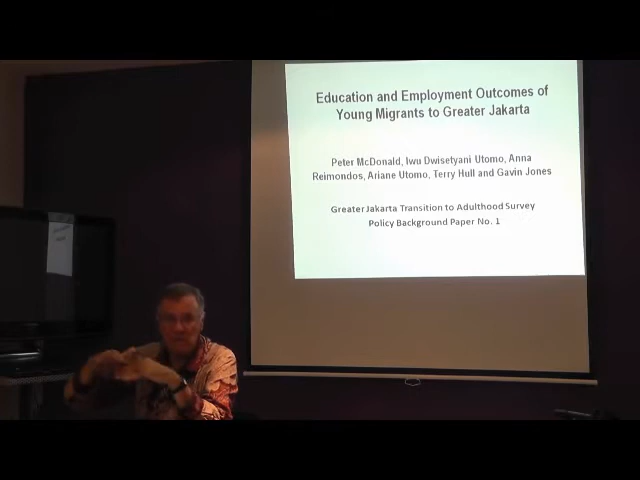 Education and Employment Outcomes of
Young Migrants to Greater Jakarta
Peter McDonald, Iwu Dwisetyani Utomo, Anna
Reimondos, Ariane Utomo, Terry Hull and Gavin Jones
Greater Jakarta Transition to Adulthood Survey
Policy Background Paper No. 1